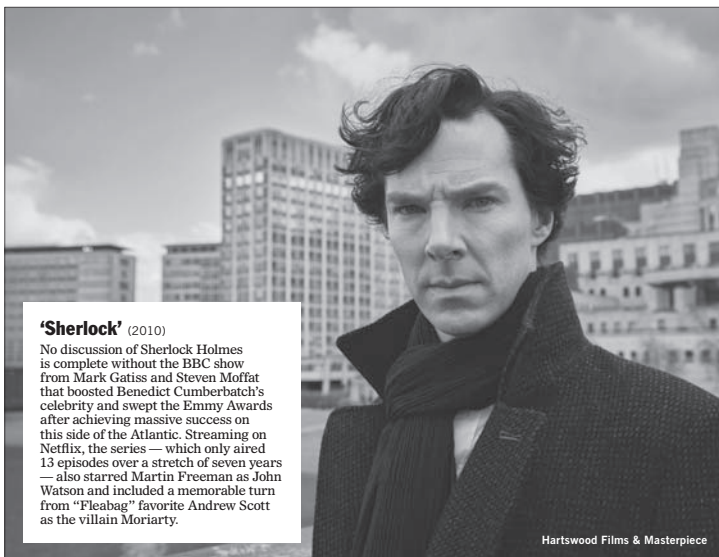 ‘Sherlock’ (2010)
No discussion of Sherlock Holmes
is complete without the BBC show
from Mark Gatiss and Steven Moffat
that boosted Benedict Cumberbatch’s
celebrity and swept the Emmy Awards
after achieving massive success on
this side of the Atlantic. Streaming on
Netflix, the series — which only aired
13 episodes over a stretch of seven years
— also starred Martin Freeman as John
Watson and included a memorable turn
from “Fleabag” favorite Andrew Scott
as the villain Moriarty.
Hartswood Films & Masterpiece